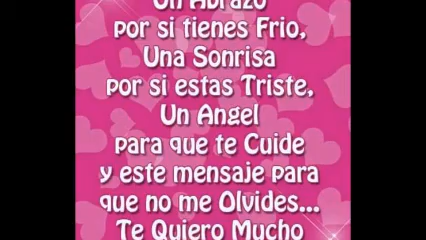 Un Abrazo
por si tienes Frio,
Una Sonrisa
por si estas Triste,
Un Angel
para que te Cuide
y este mensaje para
que no me Olvides...
Te Quiero Mucho